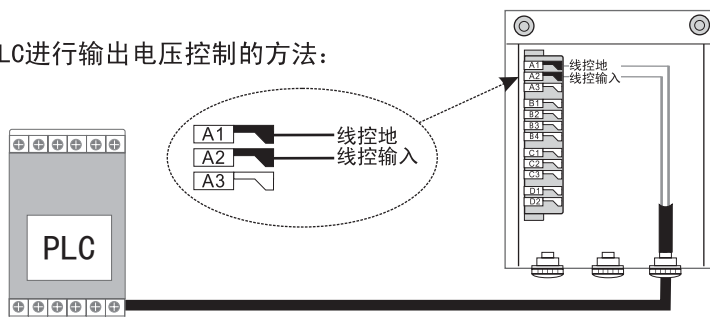 LC进行输出电压控制的方法：
A1 线控地
A2 线控输入
A3
PLC
A1 线控地
A2 线控输入
A3
B1
B2
B3
B4
C1
C2
C3
D1
D2